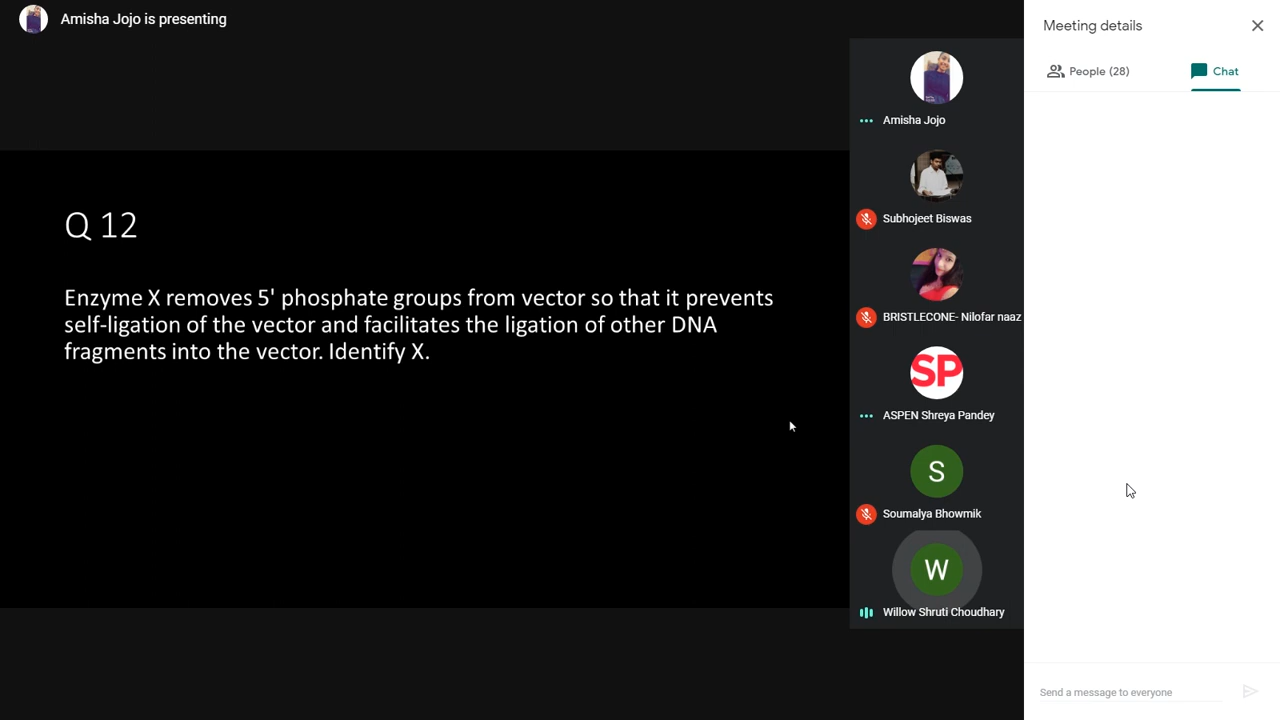 Amisha Jojo is presenting
Meeting details
People (28)
Chat
Q 12
Enzyme X removes 5' phosphate groups from vector so that it prevents
self-ligation of the vector and facilitates the ligation of other DNA
fragments into the vector. Identify X.
Amisha Jojo
Subhojeet Biswas
BRISTLECONE- Nilofar naaz
SP
ASPEN Shreya Pandey
S
Soumalya Bhowmik
W
Willow Shruti Choudhary
Send a message to everyone